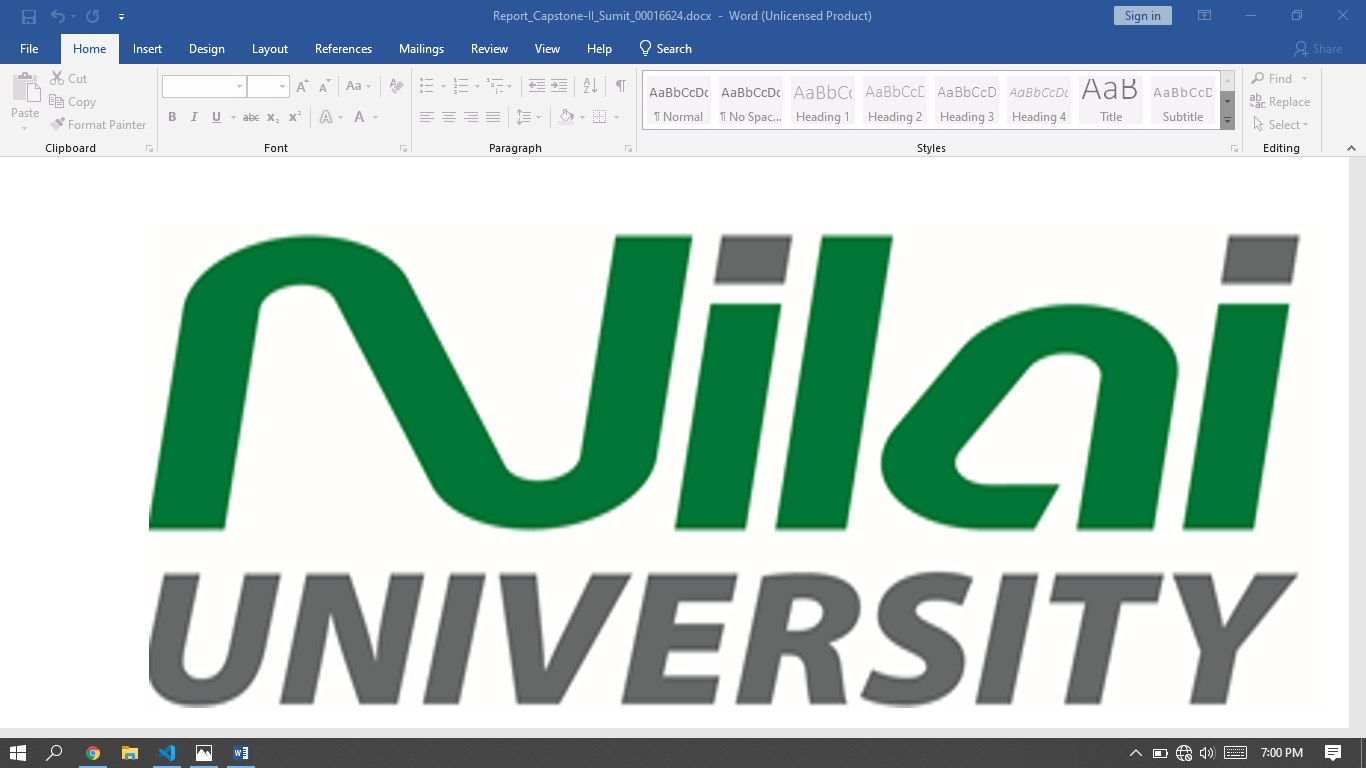 Report_Capstone-II_Sumit_00016624.docx - Word (Unlicensed Product)
Sign in
File Home Insert Design Layout References Mailings Review View Help Search Share
Paste
Cut
Copy
Format Painter
Clipboard
Aa
B I U abc x₂ x² A A
Font
Paragraph
AaBbCcDc AaBbCcDc AaBbCc AaBbCcD AaBbCcD AaBbCcDc AaB AaBbCcD
¶ Normal ¶ No Spac... Heading 1 Heading 2 Heading 3 Heading 4 Title Subtitle
Styles
Find
Replace
Select
Editing
Nilai
UNIVERSITY
7:00 PM